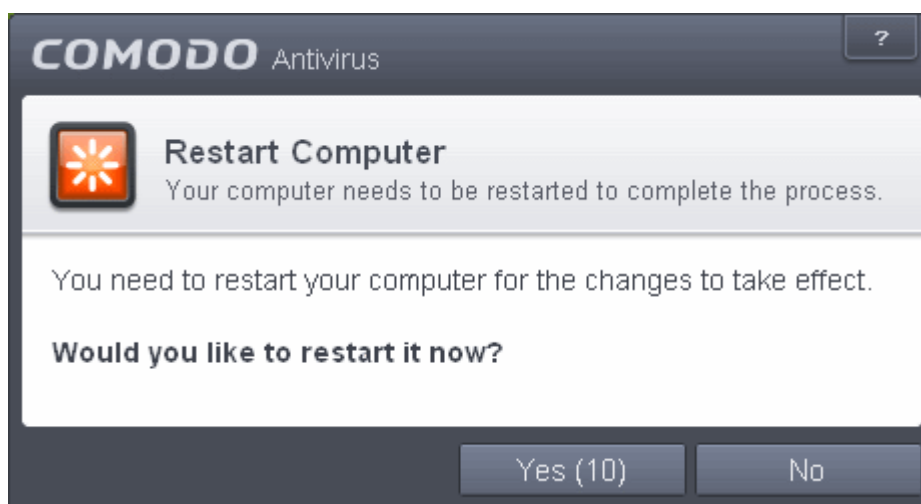 COMODO Antivirus
?
Restart Computer
Your computer needs to be restarted to complete the process.
You need to restart your computer for the changes to take effect.
Would you like to restart it now?
Yes (10)
No